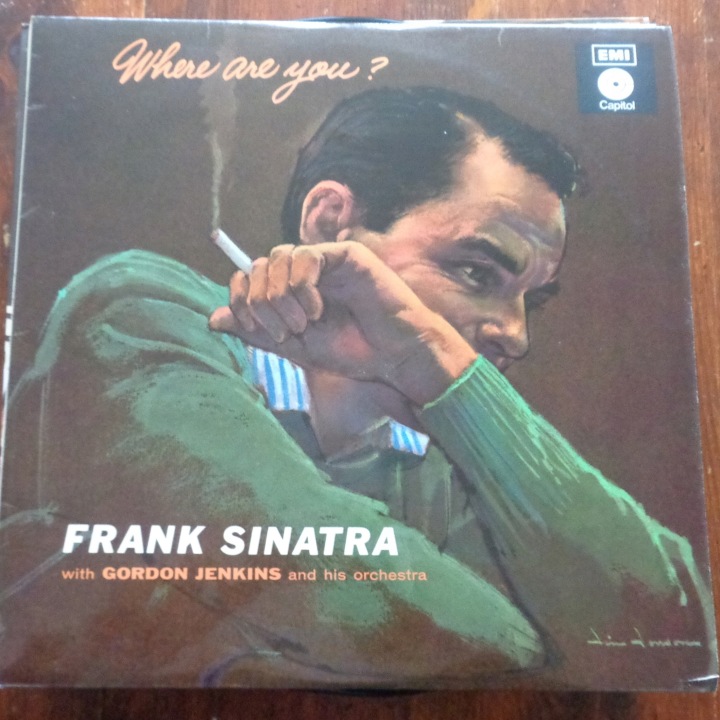 Where are you?
EMI
Capitol
FRANK SINATRA
with GORDON JENKINS and his orchestra